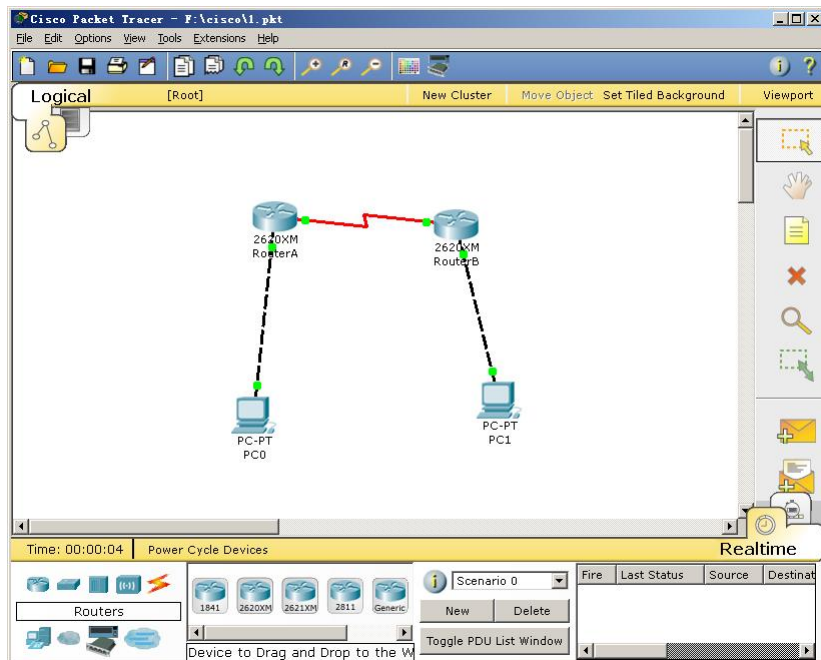 Cisco Packet Tracer - F:\cisco\1.pkt
File Edit Options View Tools Extensions Help
Logical [Root] New Cluster Move Object Set Tiled Background Viewport
2620XM
RouterA
2620XM
RouterB
PC-PT
PC0
PC-PT
PC1
Time: 00:00:04 Power Cycle Devices Realtime
Routers
1841 2620XM 2621XM 2811 Generic
Device to Drag and Drop to the W
Scenario 0
New Delete
Toggle PDU List Window
Fire Last Status Source Destinat